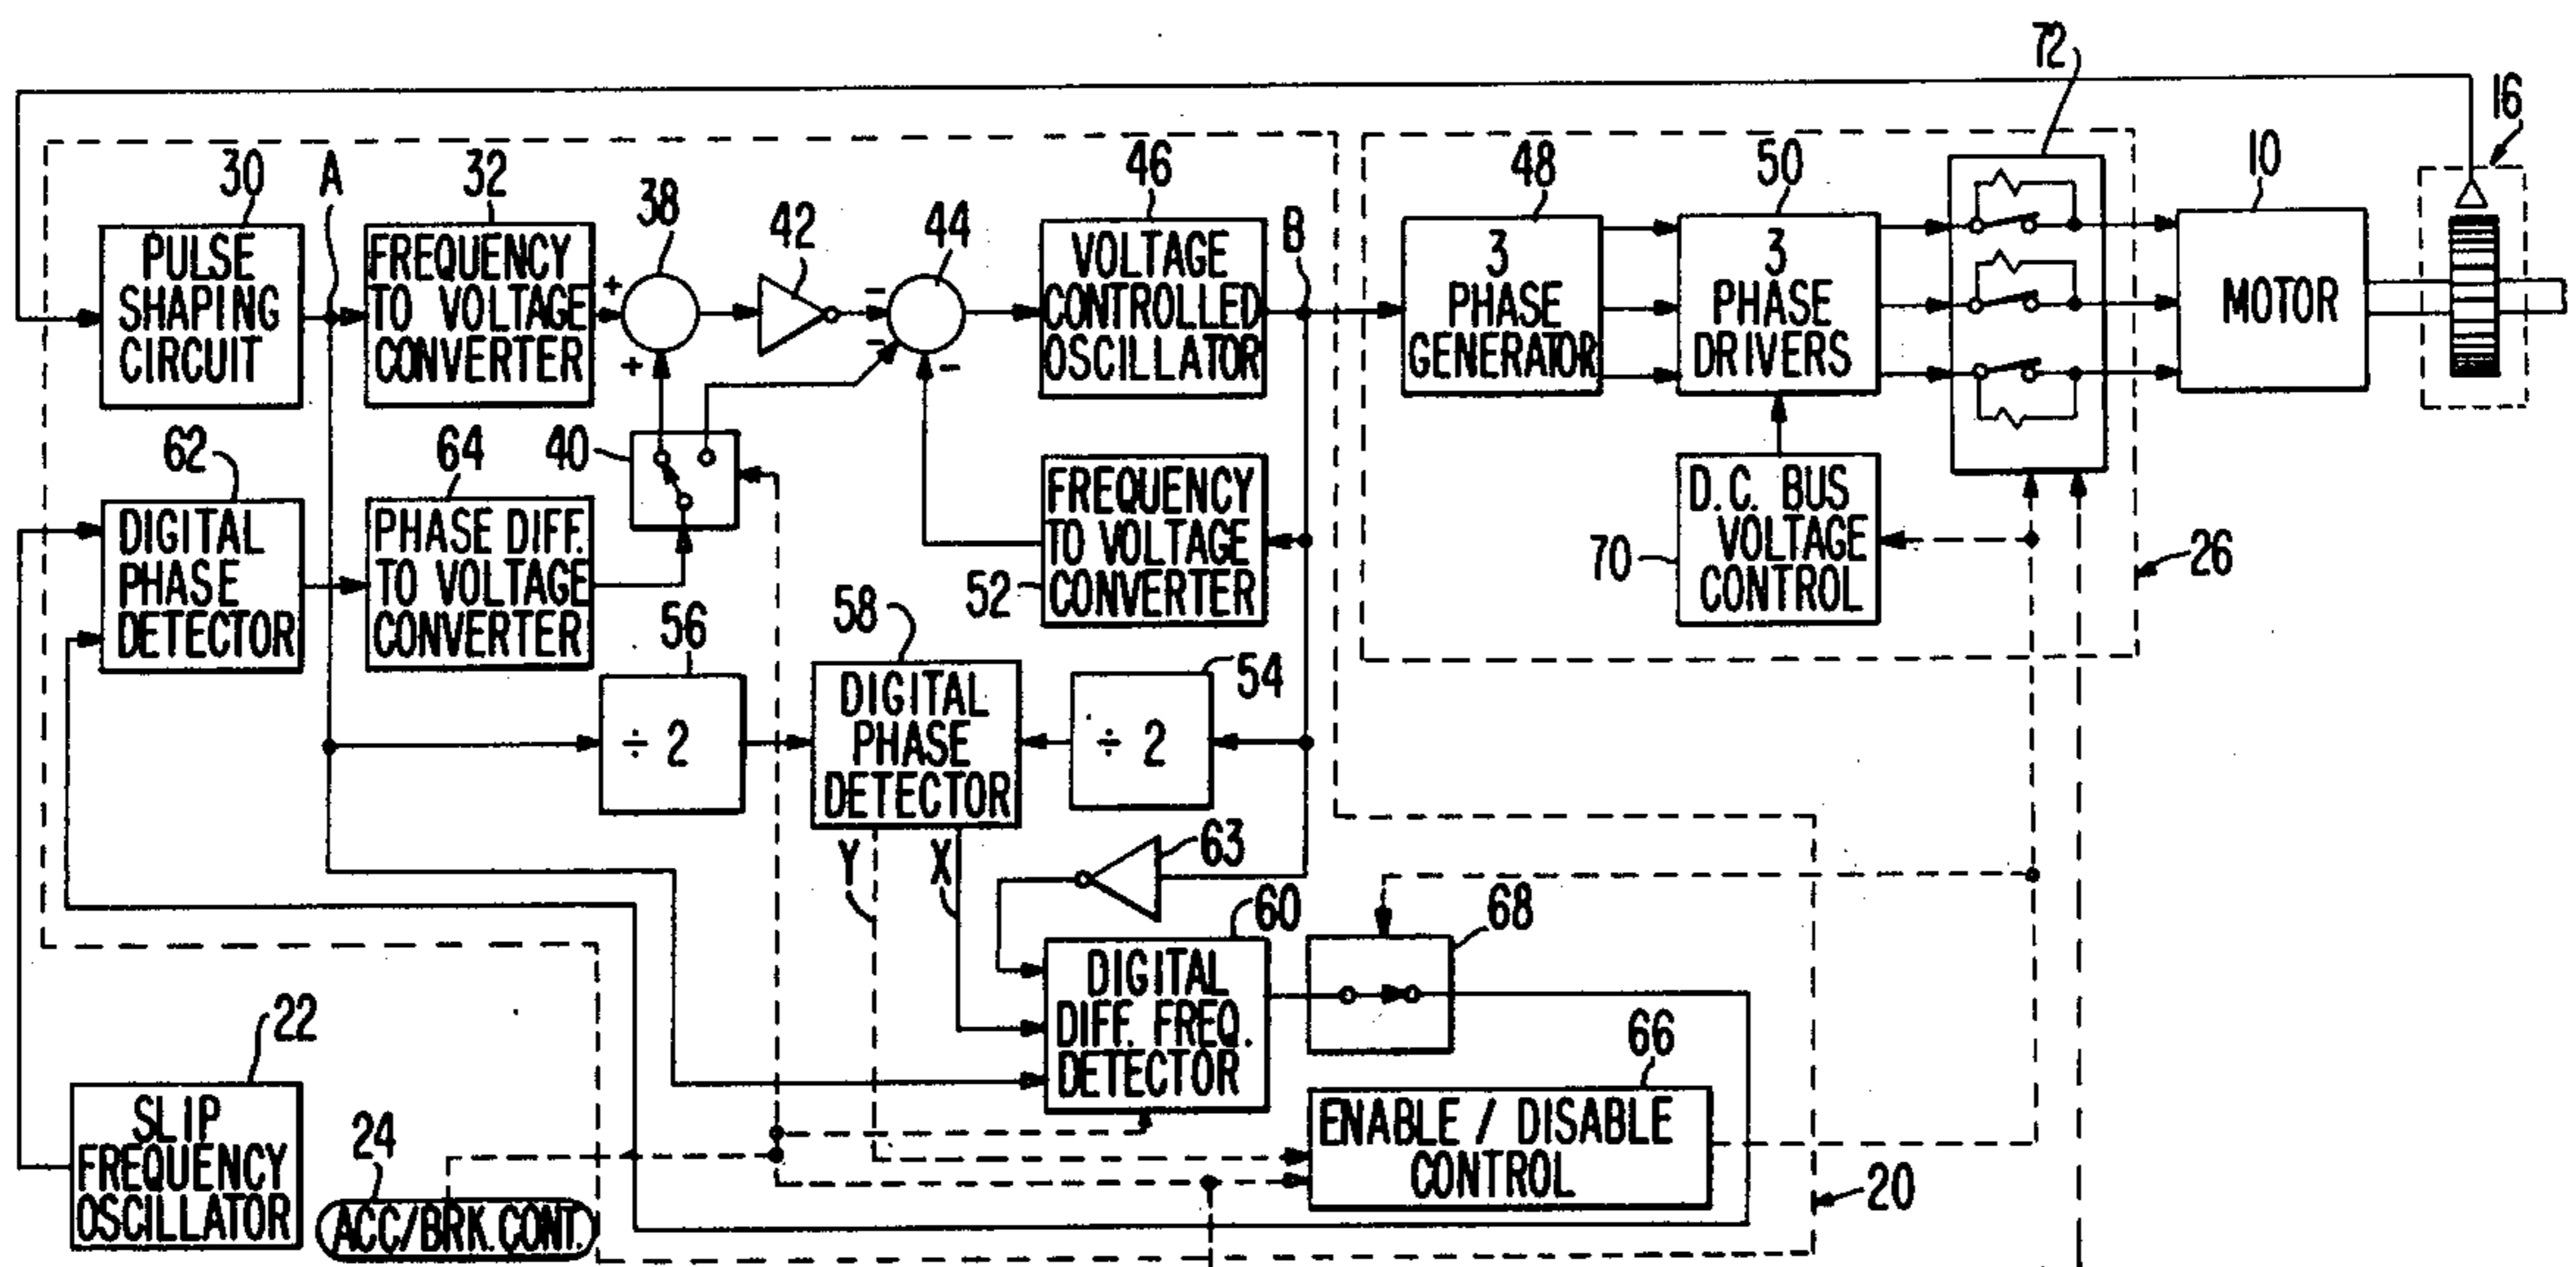 72
16
30
A
32
38
42
44
46
B
48
50
10
PULSE
SHAPING
CIRCUIT
FREQUENCY
TO VOLTAGE
CONVERTER
+
+
-
-
-
VOLTAGE
CONTROLLED
OSCILLATOR
3
PHASE
GENERATOR
3
PHASE
DRIVERS
MOTOR
62
64
40
DIGITAL
PHASE
DETECTOR
PHASE DIFF.
TO VOLTAGE
CONVERTER
FREQUENCY
TO VOLTAGE
CONVERTER
52
D.C. BUS
VOLTAGE
CONTROL
70
26
56
58
54
÷ 2
DIGITAL
PHASE
DETECTOR
÷ 2
Y
X
63
60
68
DIGITAL
DIFF. FREQ.
DETECTOR
22
66
SLIP
FREQUENCY
OSCILLATOR
24
ACC/BRK. CONT.
ENABLE / DISABLE
CONTROL
20